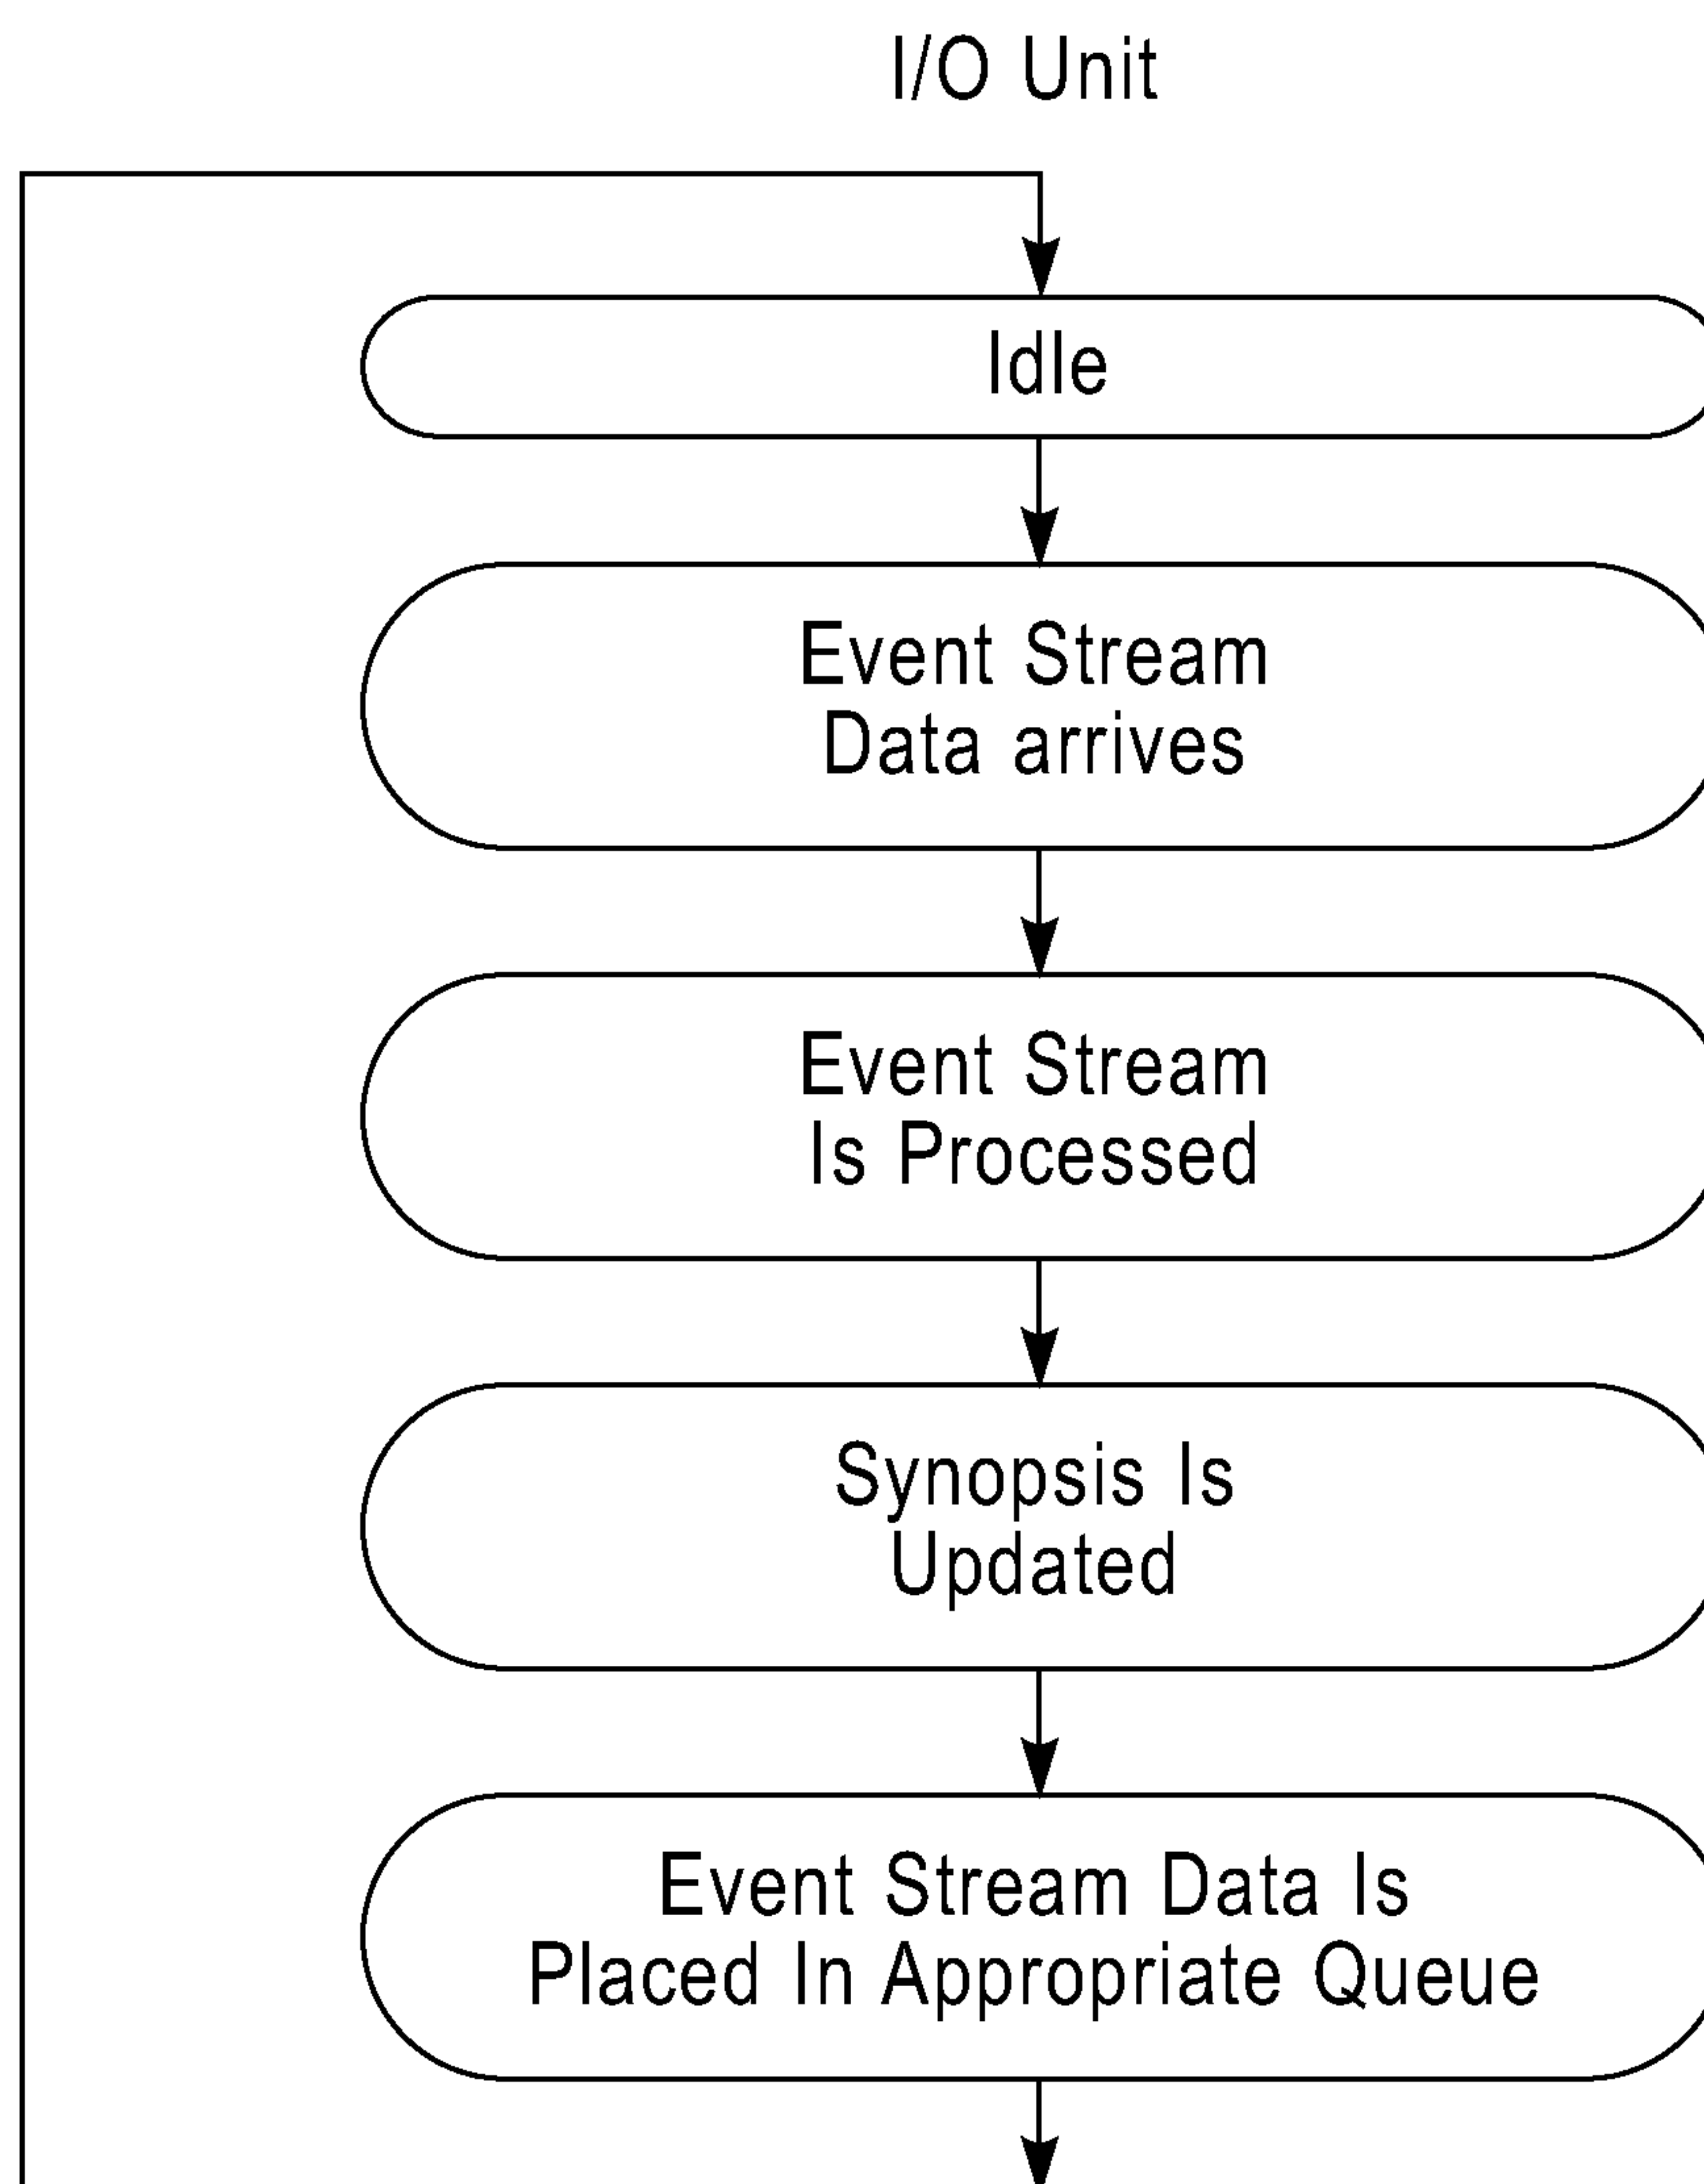 I/O Unit
Idle
Event Stream
Data arrives
Event Stream
Is Processed
Synopsis Is
Updated
Event Stream Data Is
Placed In Appropriate Queue